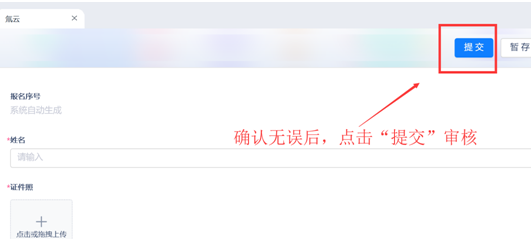 氚云
提 交
暂 存
报名序号
系统自动生成
确认无误后，点击“提交”审核
*姓名
请输入
*证件照
点击或拖拽上传